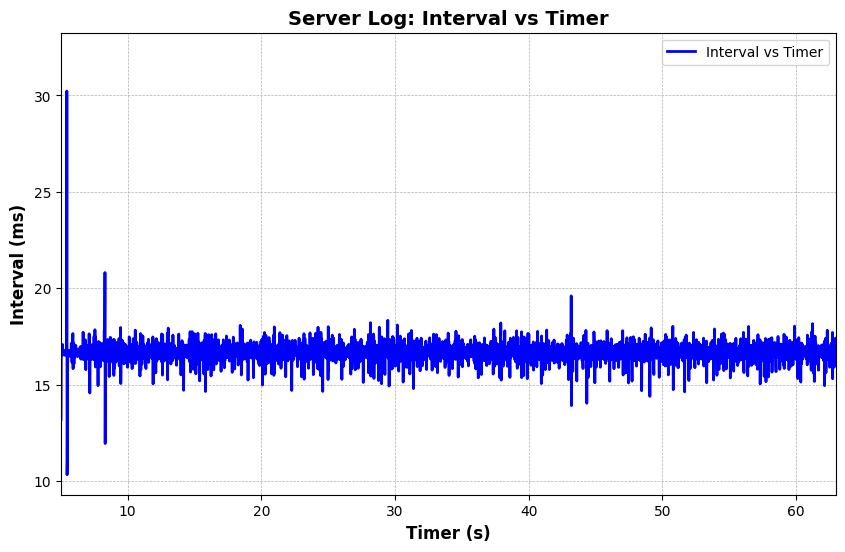 Server Log: Interval vs Timer
Interval vs Timer
30
25
20
15
10
Interval (ms)
10 20 30 40 50 60
Timer (s)